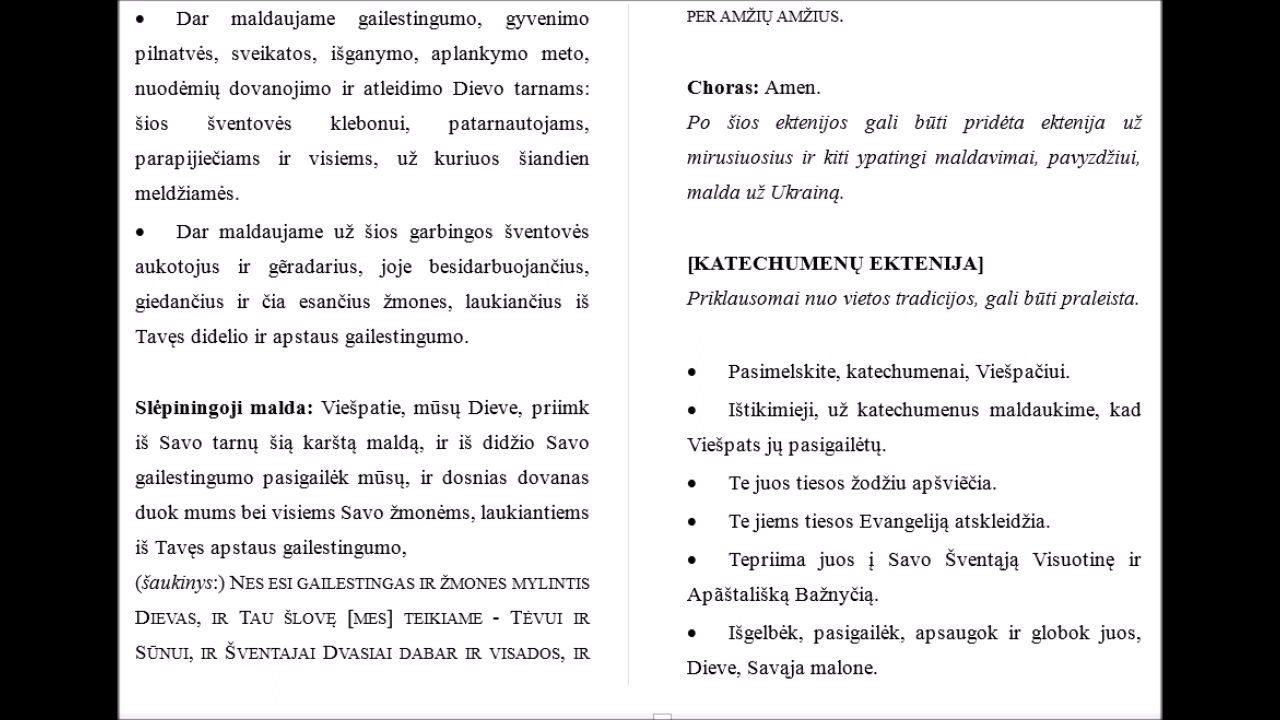 • Dar maldaujame gailestingumo, gyvenimo
pilnatvės, sveikatos, išganymo, aplankymo meto,
nuodėmių dovanojimo ir atleidimo Dievo tarnams:
šios šventovės klebonui, patarnautojams,
parapijiečiams ir visiems, už kuriuos šiandien
meldžiamės.
• Dar maldaujame už šios garbingos šventovės
aukotojus ir gẽradarius, joje besidarbuojančius,
giedančius ir čia esančius žmones, laukiančius iš
Tavęs didelio ir apstaus gailestingumo.
Slėpiningoji malda: Viešpatie, mūsų Dieve, priimk
iš Savo tarnų šią karštą maldą, ir iš didžio Savo
gailestingumo pasigailėk mūsų, ir dosnias dovanas
duok mums bei visiems Savo žmonėms, laukiantiems
iš Tavęs apstaus gailestingumo,
(šaukinys:) NES ESI GAILESTINGAS IR ŽMONES MYLINTIS
DIEVAS, IR TAU ŠLOVĘ [MES] TEIKIAME - TĖVUI IR
SŪNUI, IR ŠVENTAJAI DVASIAI DABAR IR VISADOS, IR
PER AMŽIŲ AMŽIUS.
Choras: Amen.
Po šios ektenijos gali būti pridėta ektenija už
mirusiuosius ir kiti ypatingi maldavimai, pavyzdžiui,
malda už Ukrainą.
[KATECHUMENŲ EKTENIJA]
Priklausomai nuo vietos tradicijos, gali būti praleista.
• Pasimelskite, katechumenai, Viešpačiui.
• Ištikimieji, už katechumenus maldaukime, kad
Viešpats jų pasigailėtų.
• Te juos tiesos žodžiu apšviẽčia.
• Te jiems tiesos Evangeliją atskleidžia.
• Tepriima juos į Savo Šventąją Visuotinę ir
Apãštališką Bažnyčią.
• Išgelbėk, pasigailėk, apsaugok ir globok juos,
Dieve, Savąja malone.